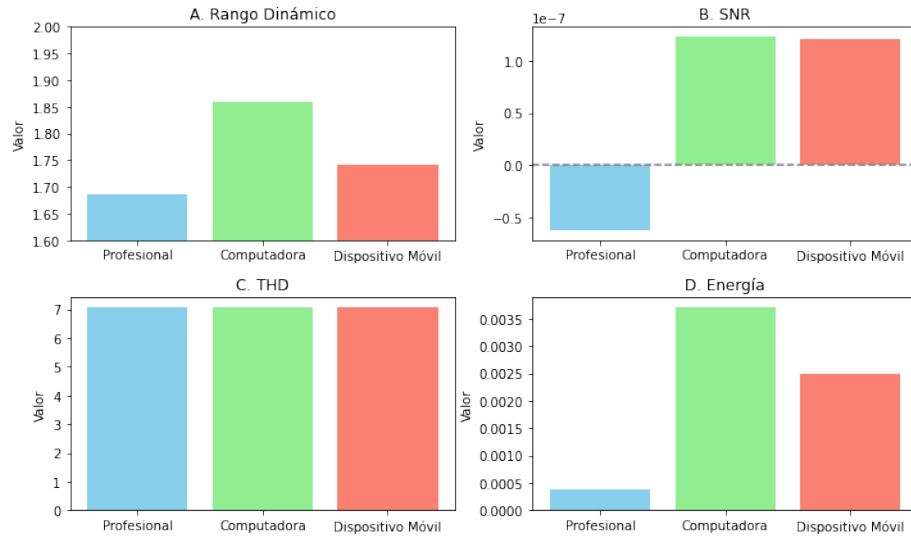 A. Rango Dinámico
2.00
1.95
1.90
1.85
1.80
1.75
1.70
1.65
1.60
Valor
Profesional Computadora Dispositivo Móvil
B. SNR
1e−7
1.0
0.5
0.0
−0.5
Valor
Profesional Computadora Dispositivo Móvil
C. THD
7
6
5
4
3
2
1
0
Valor
Profesional Computadora Dispositivo Móvil
D. Energía
0.0035
0.0030
0.0025
0.0020
0.0015
0.0010
0.0005
0.0000
Valor
Profesional Computadora Dispositivo Móvil